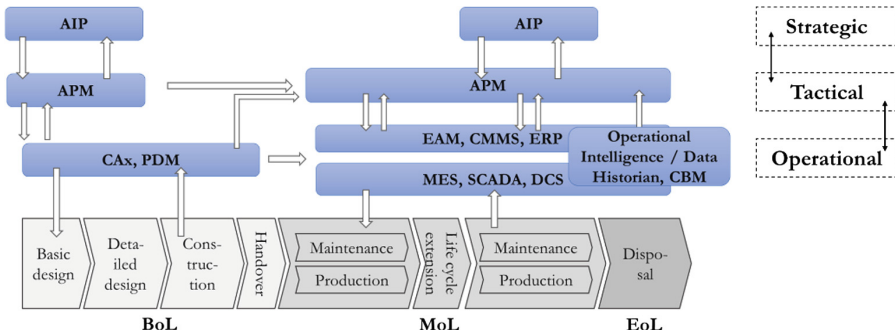 AIP
AIP
Strategic
APM
APM
Tactical
EAM, CMMS, ERP
Operational
Intelligence / Data
Historian, CBM
Operational
CAx, PDM
MES, SCADA, DCS
Basic
design
Detai-
led
design
Cons-
truc-
tion
Handover
Maintenance
Production
Life cycle
extension
Maintenance
Production
Dispo-
sal
BoL
MoL
EoL